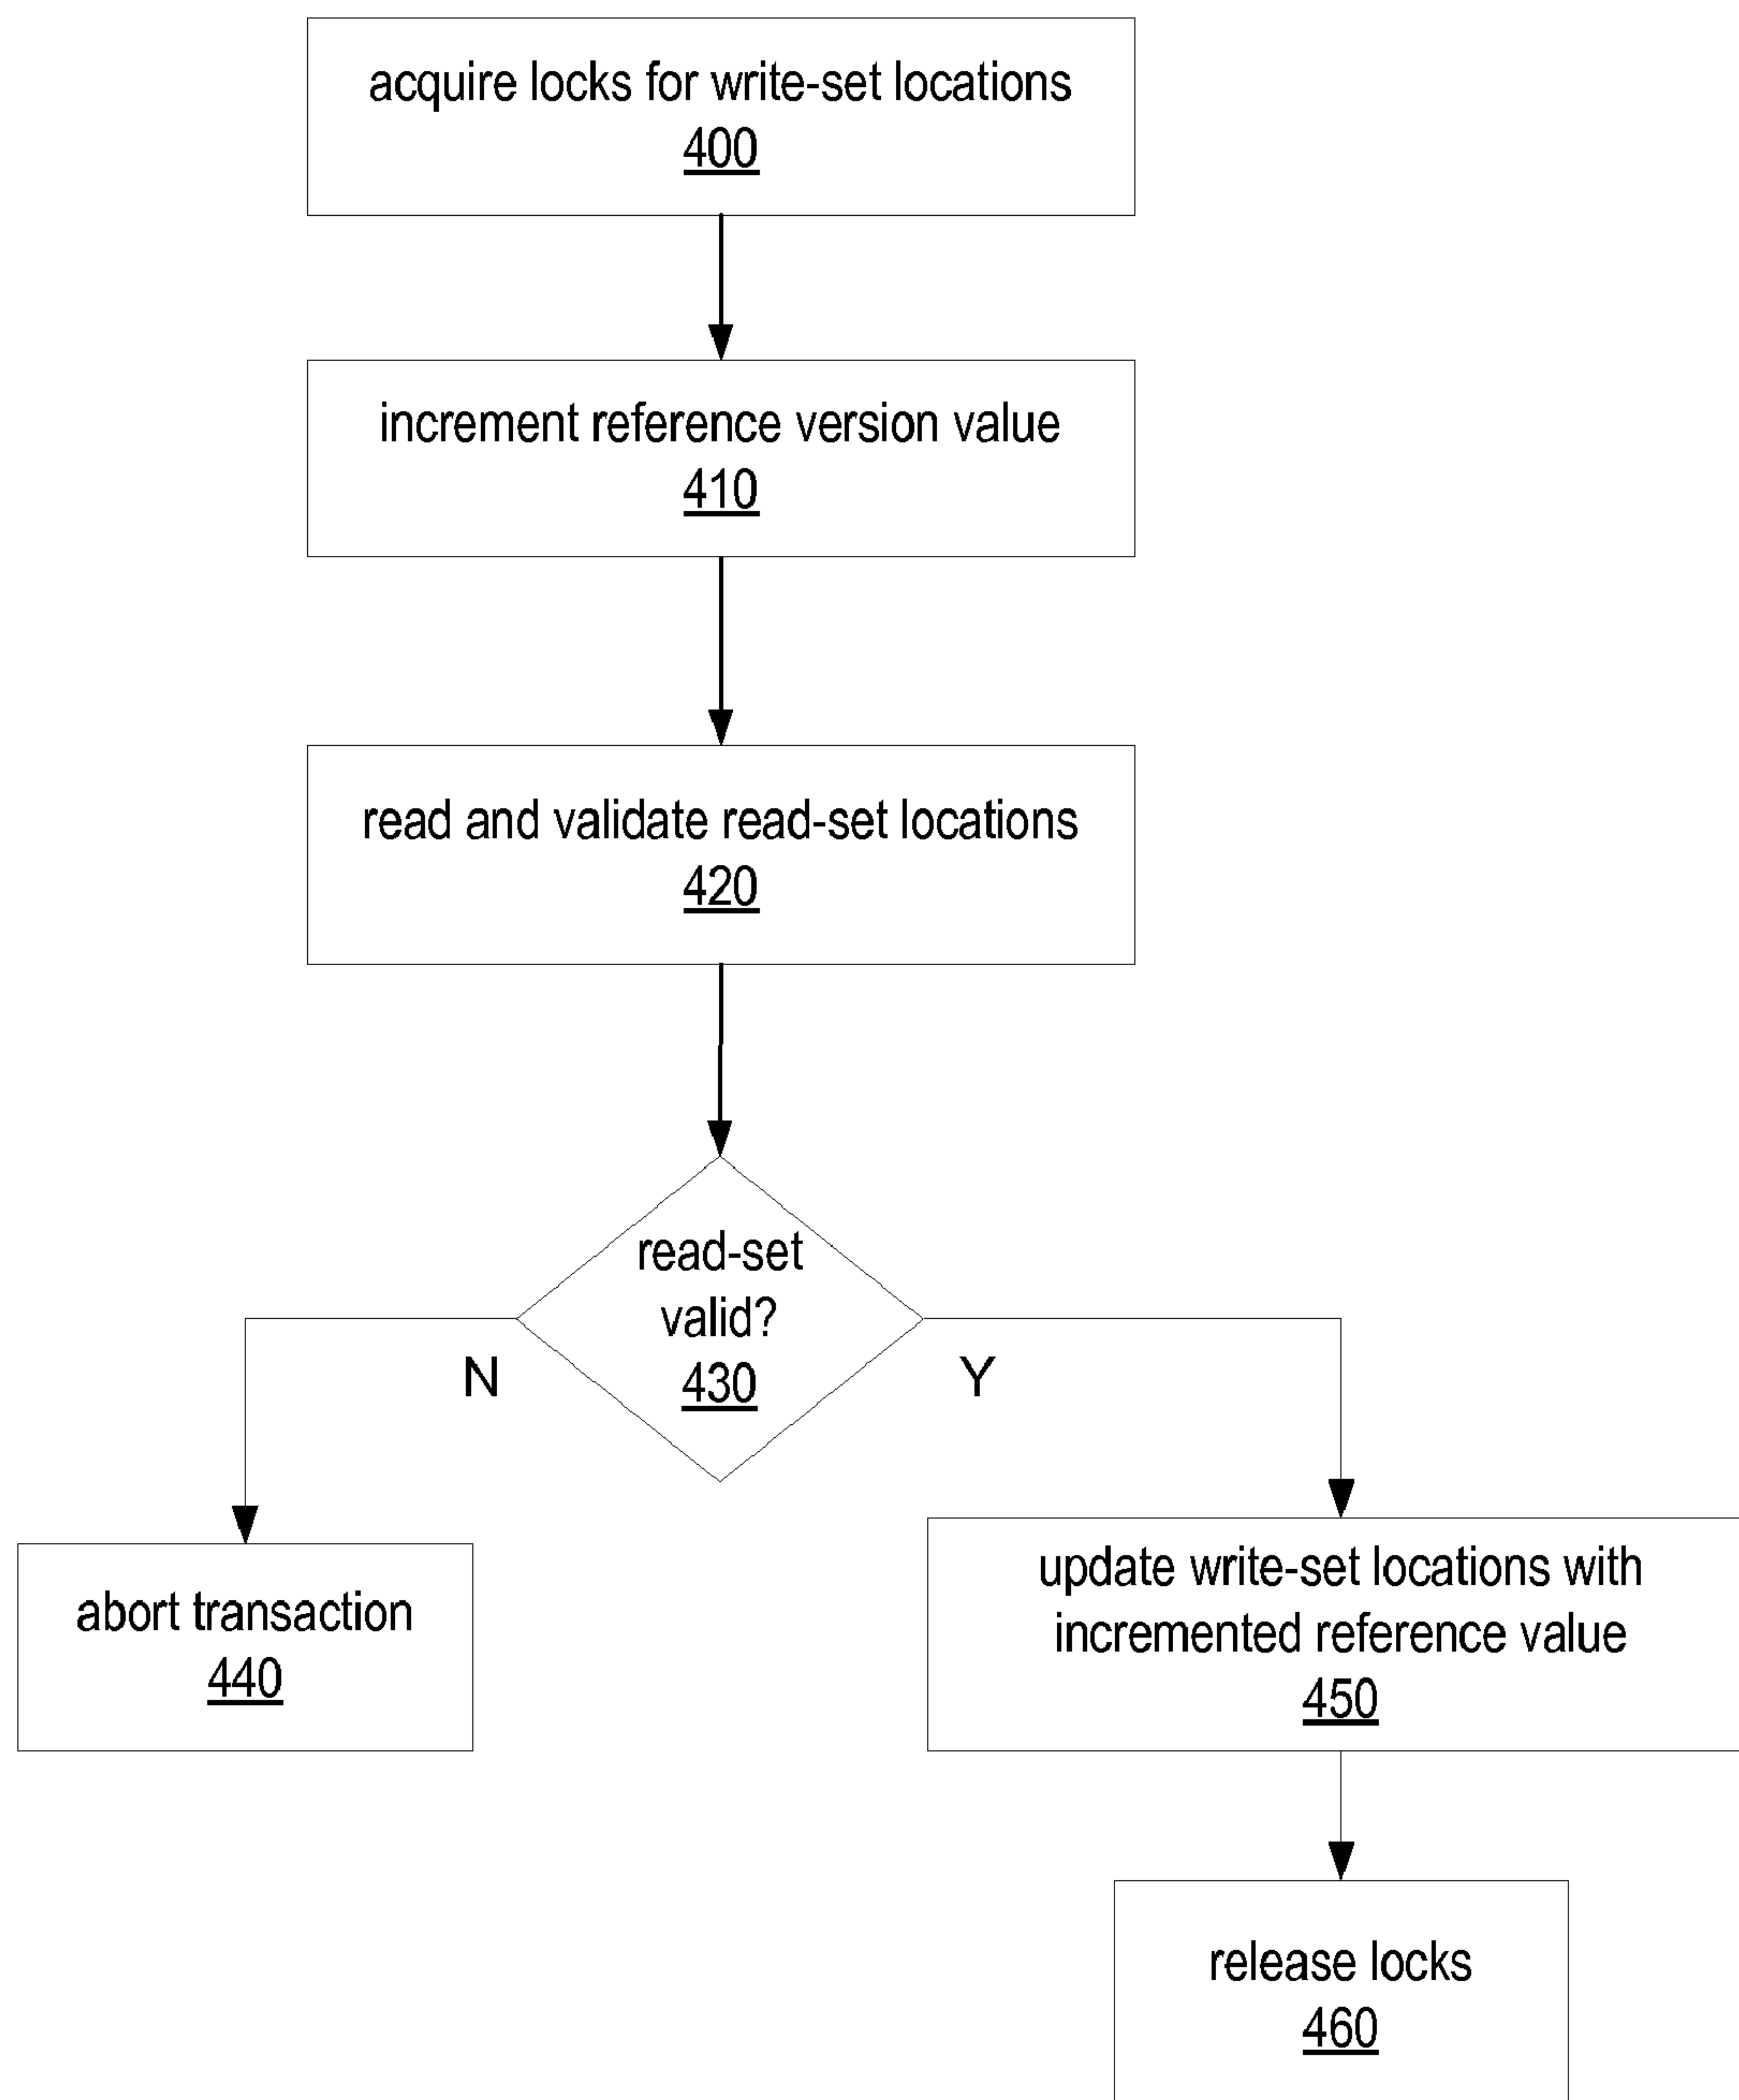 acquire locks for write-set locations
400
increment reference version value
410
read and validate read-set locations
420
read-set
valid?
430
N
Y
abort transaction
440
update write-set locations with
incremented reference value
450
release locks
460